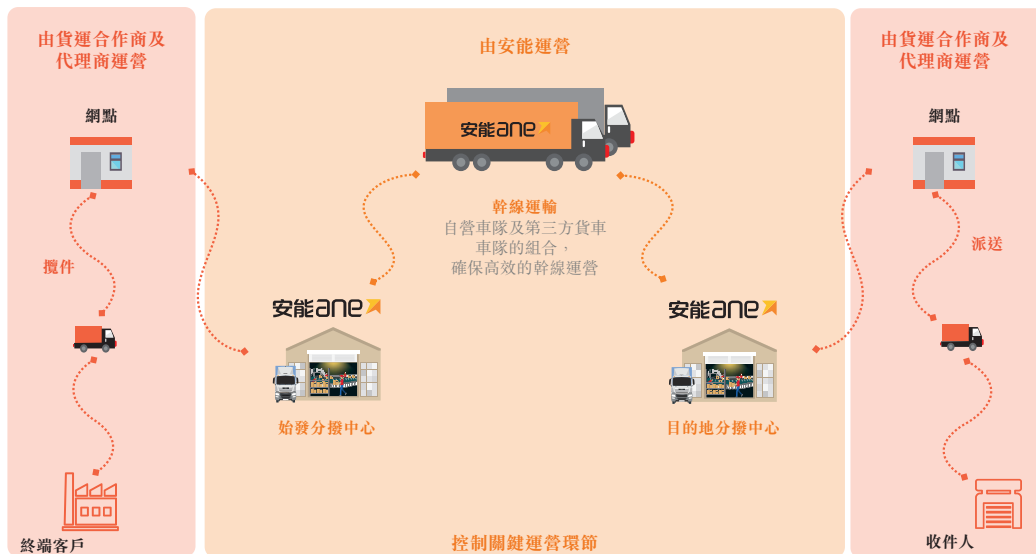 由貨運合作商及
代理商運營
網點
攬件
終端客戶
由安能運營
安能ane
幹線運輸
自營車隊及第三方貨車
車隊的組合，
確保高效的幹線運營
安能ane
始發分撥中心
安能ane
目的地分撥中心
控制關鍵運營環節
由貨運合作商及
代理商運營
網點
派送
收件人